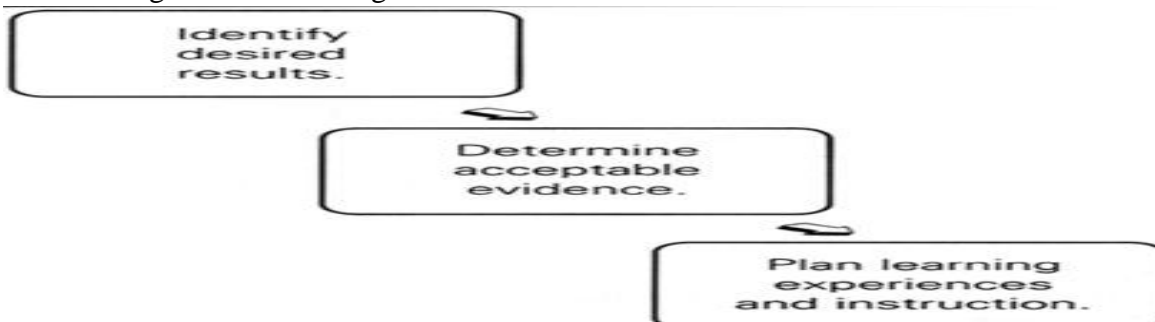 Identify
desired
results.
Determine
acceptable
evidence.
Plan learning
experiences
and instruction.